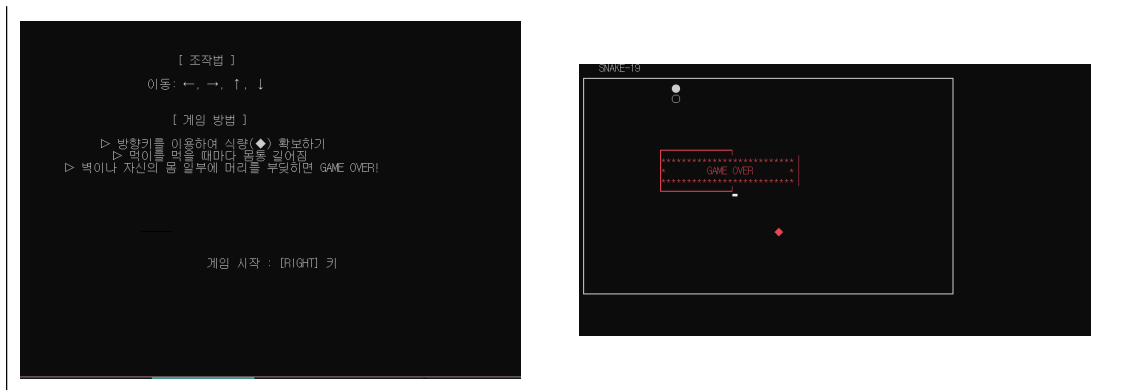 [ 조작법 ]
이동: ←, →, ↑, ↓
[ 게임 방법 ]
▷ 방향키를 이용하여 식량(◆) 확보하기
▷ 먹이를 먹을 때마다 몸통 길어짐
▷ 벽이나 자신의 몸 일부에 머리를 부딪히면 GAME OVER!
게임 시작 : [RIGHT] 키
SNAKE-19
**************************
* GAME OVER *
**************************